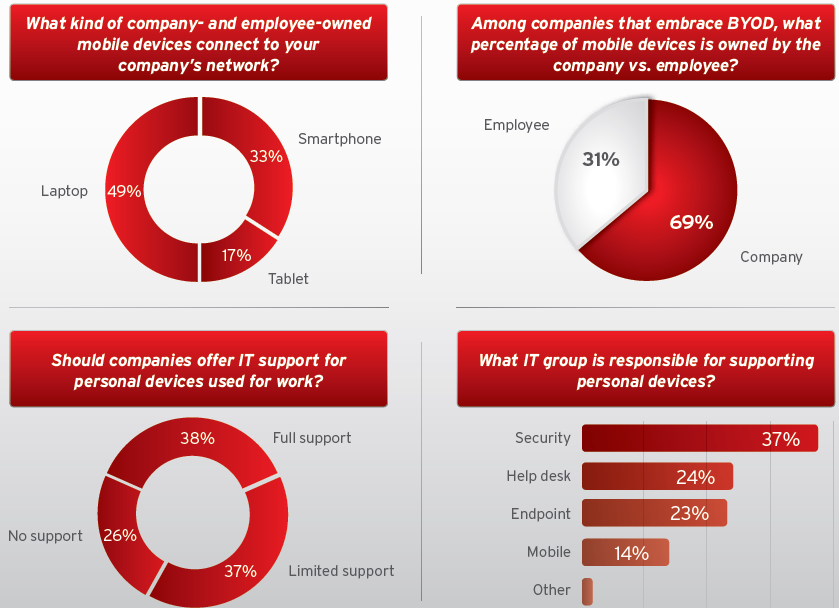 What kind of company- and employee-owned
mobile devices connect to your
company's network?
Smartphone
33%
Laptop
49%
17%
Tablet
Among companies that embrace BYOD, what
percentage of mobile devices is owned by the
company vs. employee?
Employee
31%
69%
Company
Should companies offer IT support for
personal devices used for work?
38%
Full support
No support
26%
37%
Limited support
What IT group is responsible for supporting
personal devices?
Security
37%
Help desk
24%
Endpoint
23%
Mobile
14%
Other